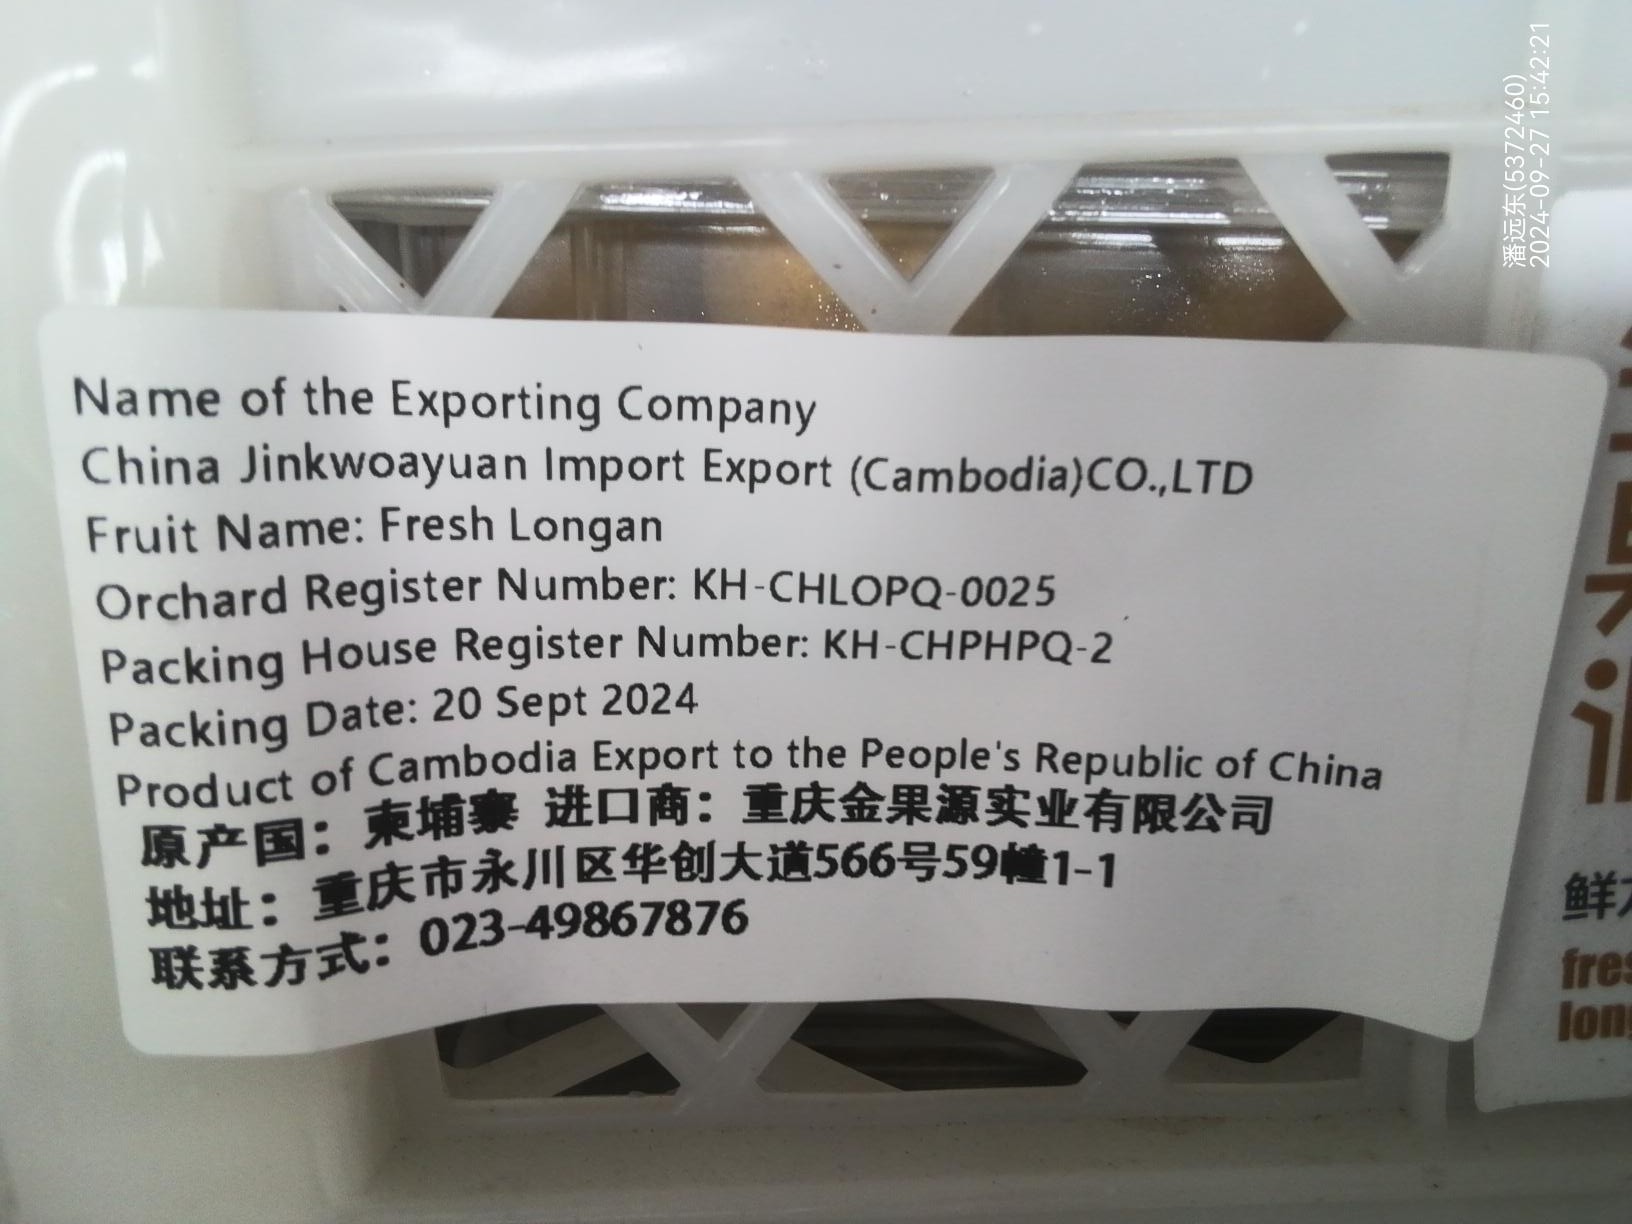 Name of the Exporting Company
China Jinkwoayuan Import Export (Cambodia)CO.,LTD
Fruit Name: Fresh Longan
Orchard Register Number: KH-CHLOPQ-0025
Packing House Register Number: KH-CHPHPQ-2
Packing Date: 20 Sept 2024
Product of Cambodia Export to the People's Republic of China
原产国：柬埔寨 进口商：重庆金果源实业有限公司
地址：重庆市永川区华创大道566号59幢1-1
联系方式：023-49867876
潘远东(5372460)
2024-09-27 15:42:21
鲜